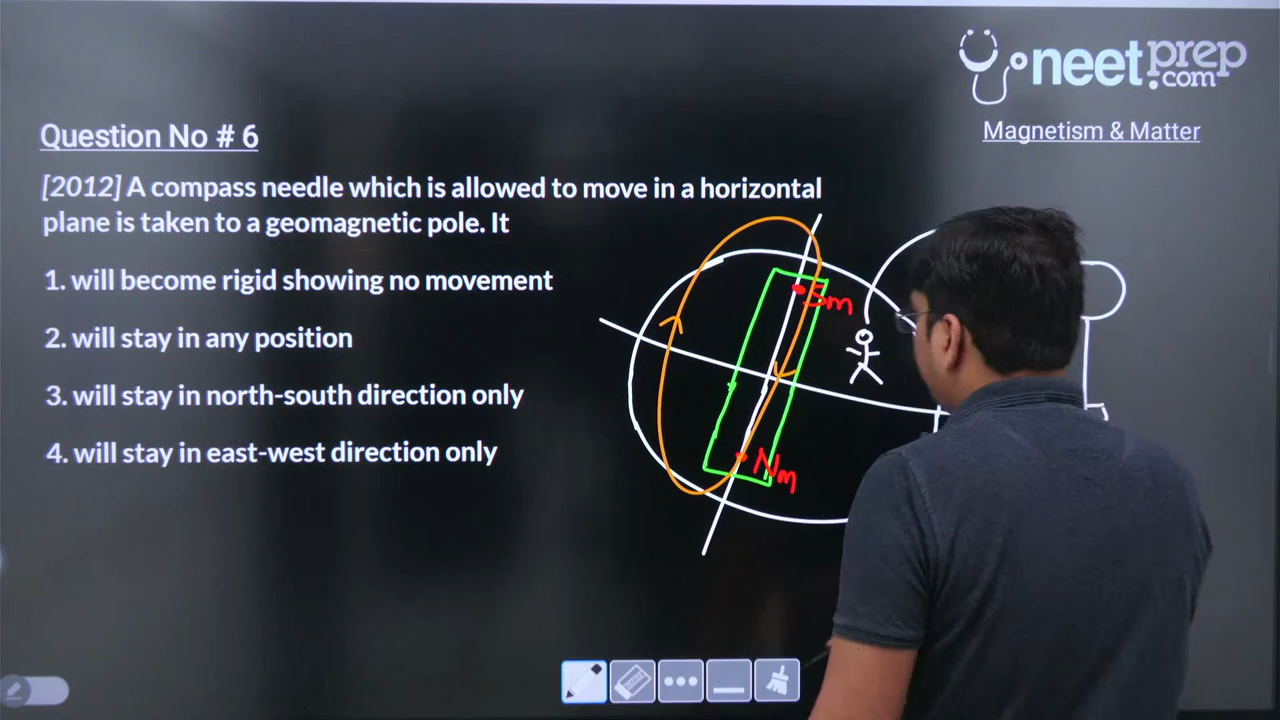 neetprep.com
Magnetism & Matter
Question No # 6
[2012] A compass needle which is allowed to move in a horizontal
plane is taken to a geomagnetic pole. It
1. will become rigid showing no movement
2. will stay in any position
3. will stay in north-south direction only
4. will stay in east-west direction only
Sm
Nm